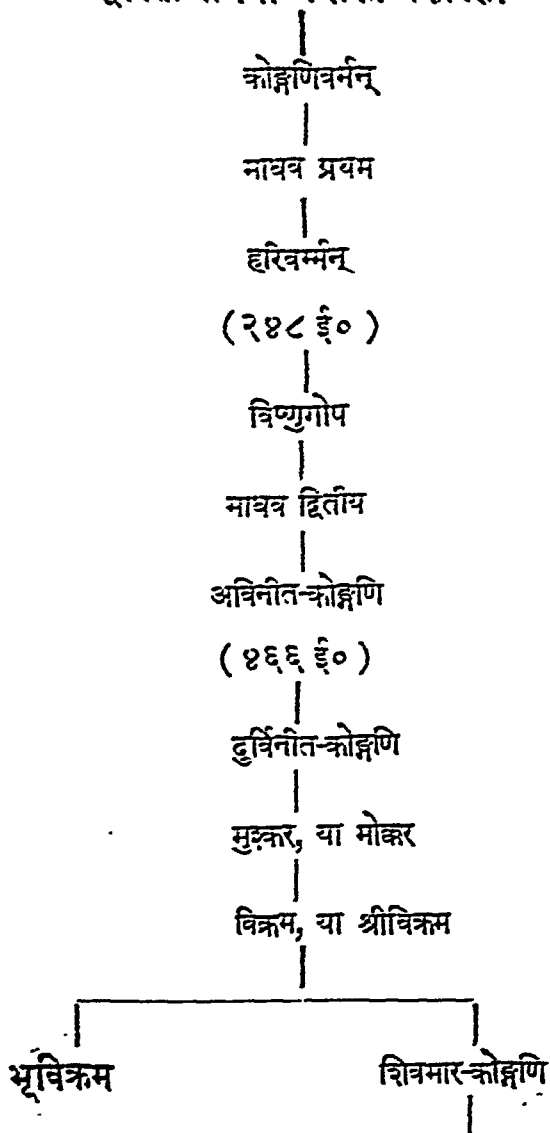 कोङ्गणिवर्मन्
माधव प्रथम
हरिवर्म्मन्
(२४८ ई०)
विष्णुगोप
माधव द्वितीय
अविनीत-कोङ्गणि
(४६६ ई०)
दुर्विनीत-कोङ्गणि
मुष्कर, या मोक्कर
विक्रम, या श्रीविक्रम
भूविक्रम शिवमार-कोङ्गणि